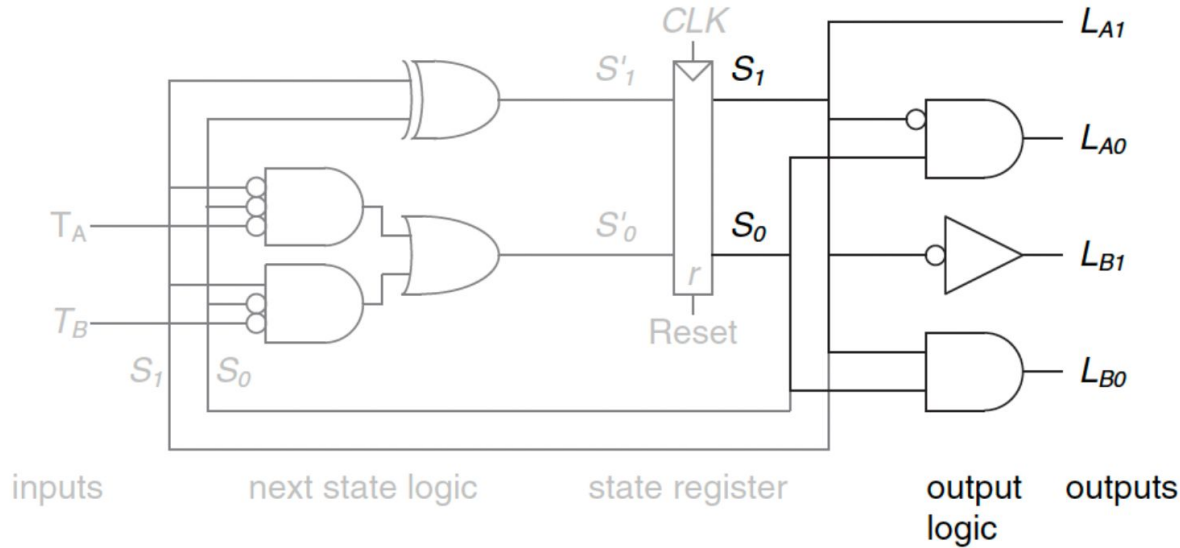 CLK
L_A1
S'_1
S_1
L_A0
T_A
S'_0
S_0
L_B1
r
T_B
Reset
S_1
S_0
L_B0
inputs
next state logic
state register
output logic
outputs